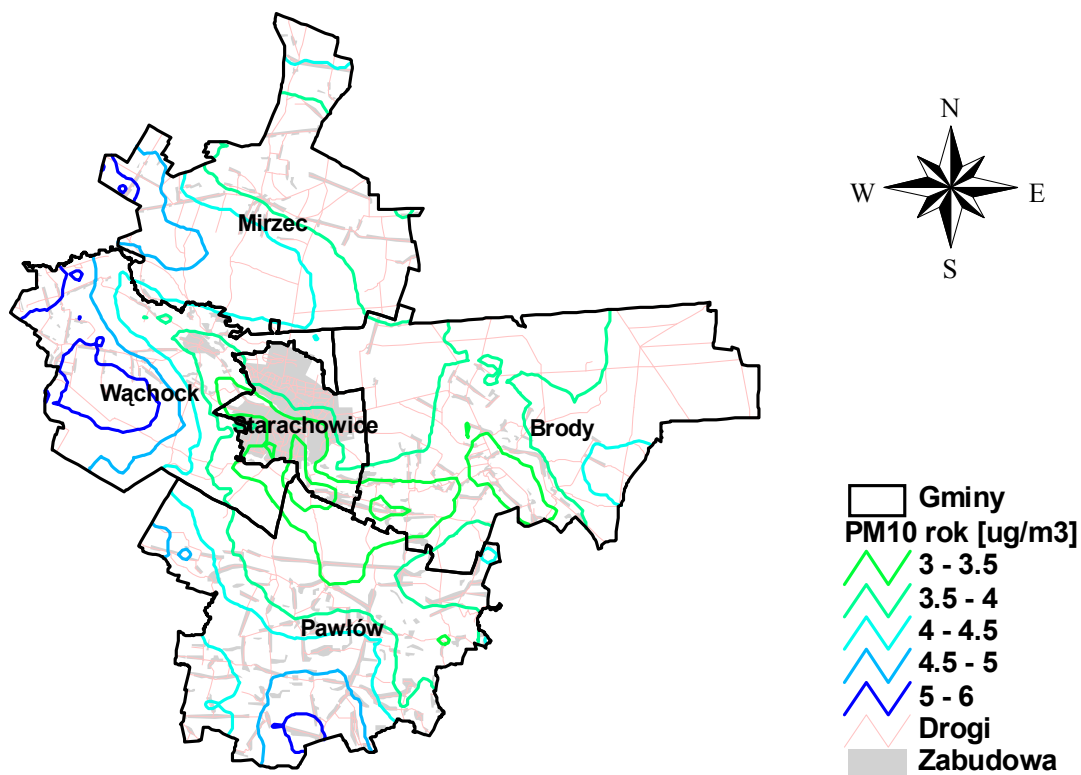 N
W
E
S
Mirzec
Wąchock
Starachowice
Brody
Pawłów
Gminy
PM10 rok [ug/m3]
3 - 3.5
3.5 - 4
4 - 4.5
4.5 - 5
5 - 6
Drogi
Zabudowa